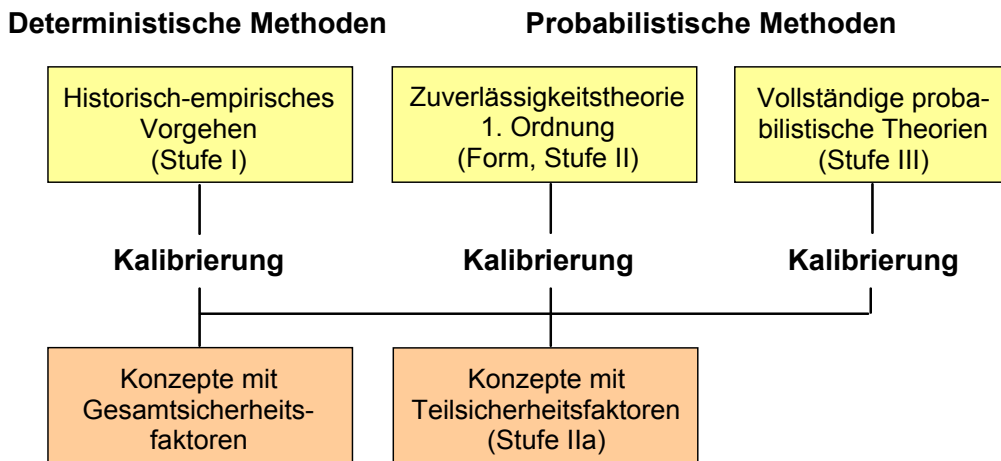 Deterministische Methoden
Probabilistische Methoden
Historisch-empirisches
Vorgehen
(Stufe I)
Zuverlässigkeitstheorie
1. Ordnung
(Form, Stufe II)
Vollständige proba-
bilistische Theorien
(Stufe III)
Kalibrierung
Kalibrierung
Kalibrierung
Konzepte mit
Gesamtsicherheits-
faktoren
Konzepte mit
Teilsicherheitsfaktoren
(Stufe IIa)